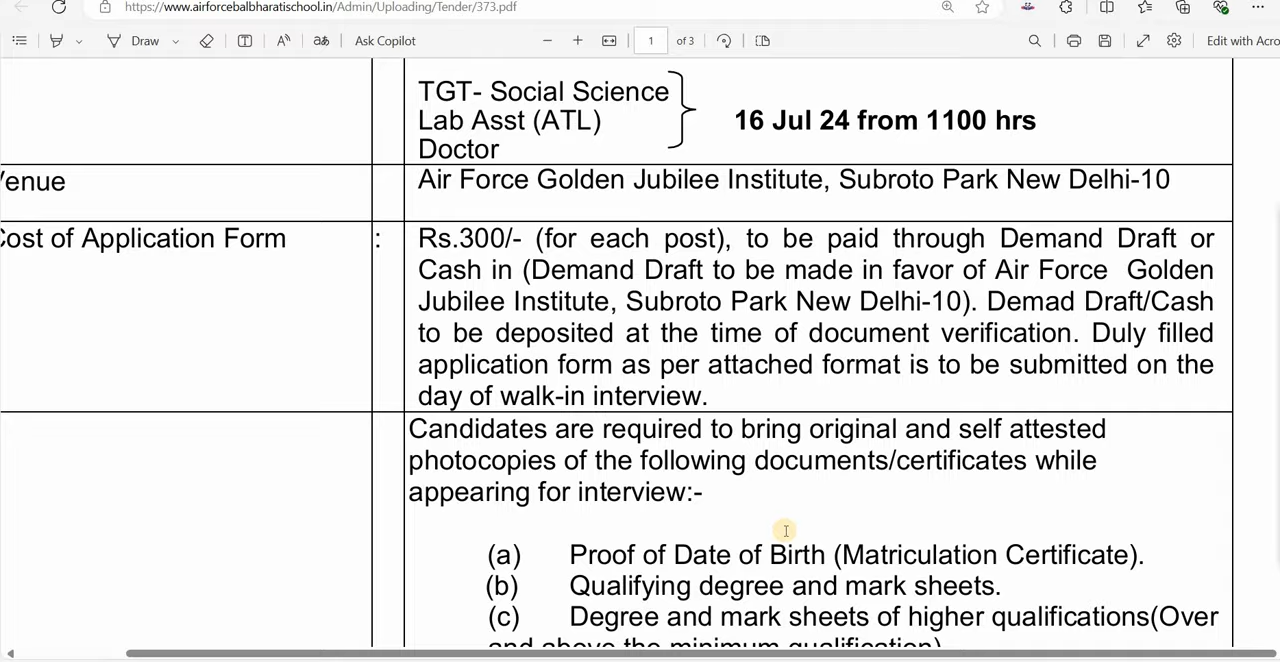 https://www.airforcebalbharatischool.in/Admin/Uploading/Tender/373.pdf
Draw
Ask Copilot
1
of 3
Edit with Acro
TGT- Social Science
Lab Asst (ATL)
Doctor
16 Jul 24 from 1100 hrs
enue
Air Force Golden Jubilee Institute, Subroto Park New Delhi-10
Cost of Application Form
:
Rs.300/- (for each post), to be paid through Demand Draft or
Cash in (Demand Draft to be made in favor of Air Force Golden
Jubilee Institute, Subroto Park New Delhi-10). Demad Draft/Cash
to be deposited at the time of document verification. Duly filled
application form as per attached format is to be submitted on the
day of walk-in interview.
Candidates are required to bring original and self attested
photocopies of the following documents/certificates while
appearing for interview:-
(a) Proof of Date of Birth (Matriculation Certificate).
(b) Qualifying degree and mark sheets.
(c) Degree and mark sheets of higher qualifications(Over
and above the minimum qualification)